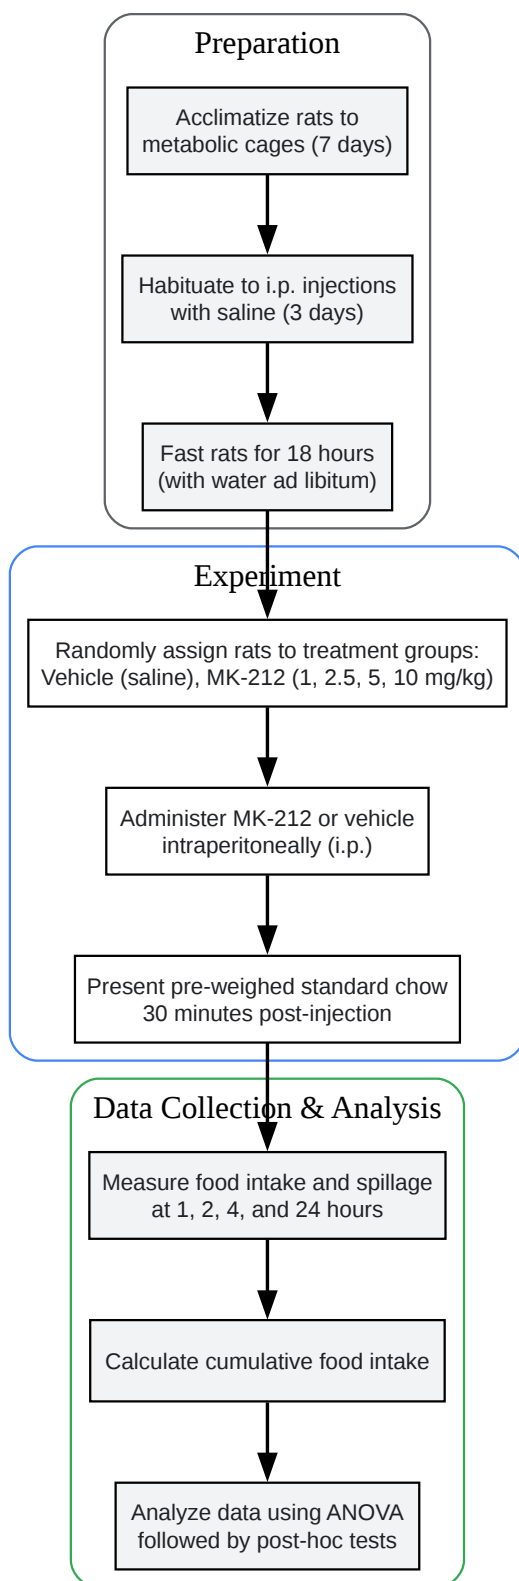 Preparation
Acclimatize rats to
metabolic cages (7 days)
Habituate to i.p. injections
with saline (3 days)
Fast rats for 18 hours
(with water ad libitum)
Experiment
Randomly assign rats to treatment groups:
Vehicle (saline), MK-212 (1, 2.5, 5, 10 mg/kg)
Administer MK-212 or vehicle
intraperitoneally (i.p.)
Present pre-weighed standard chow
30 minutes post-injection
Data Collection & Analysis
Measure food intake and spillage
at 1, 2, 4, and 24 hours
Calculate cumulative food intake
Analyze data using ANOVA
followed by post-hoc tests